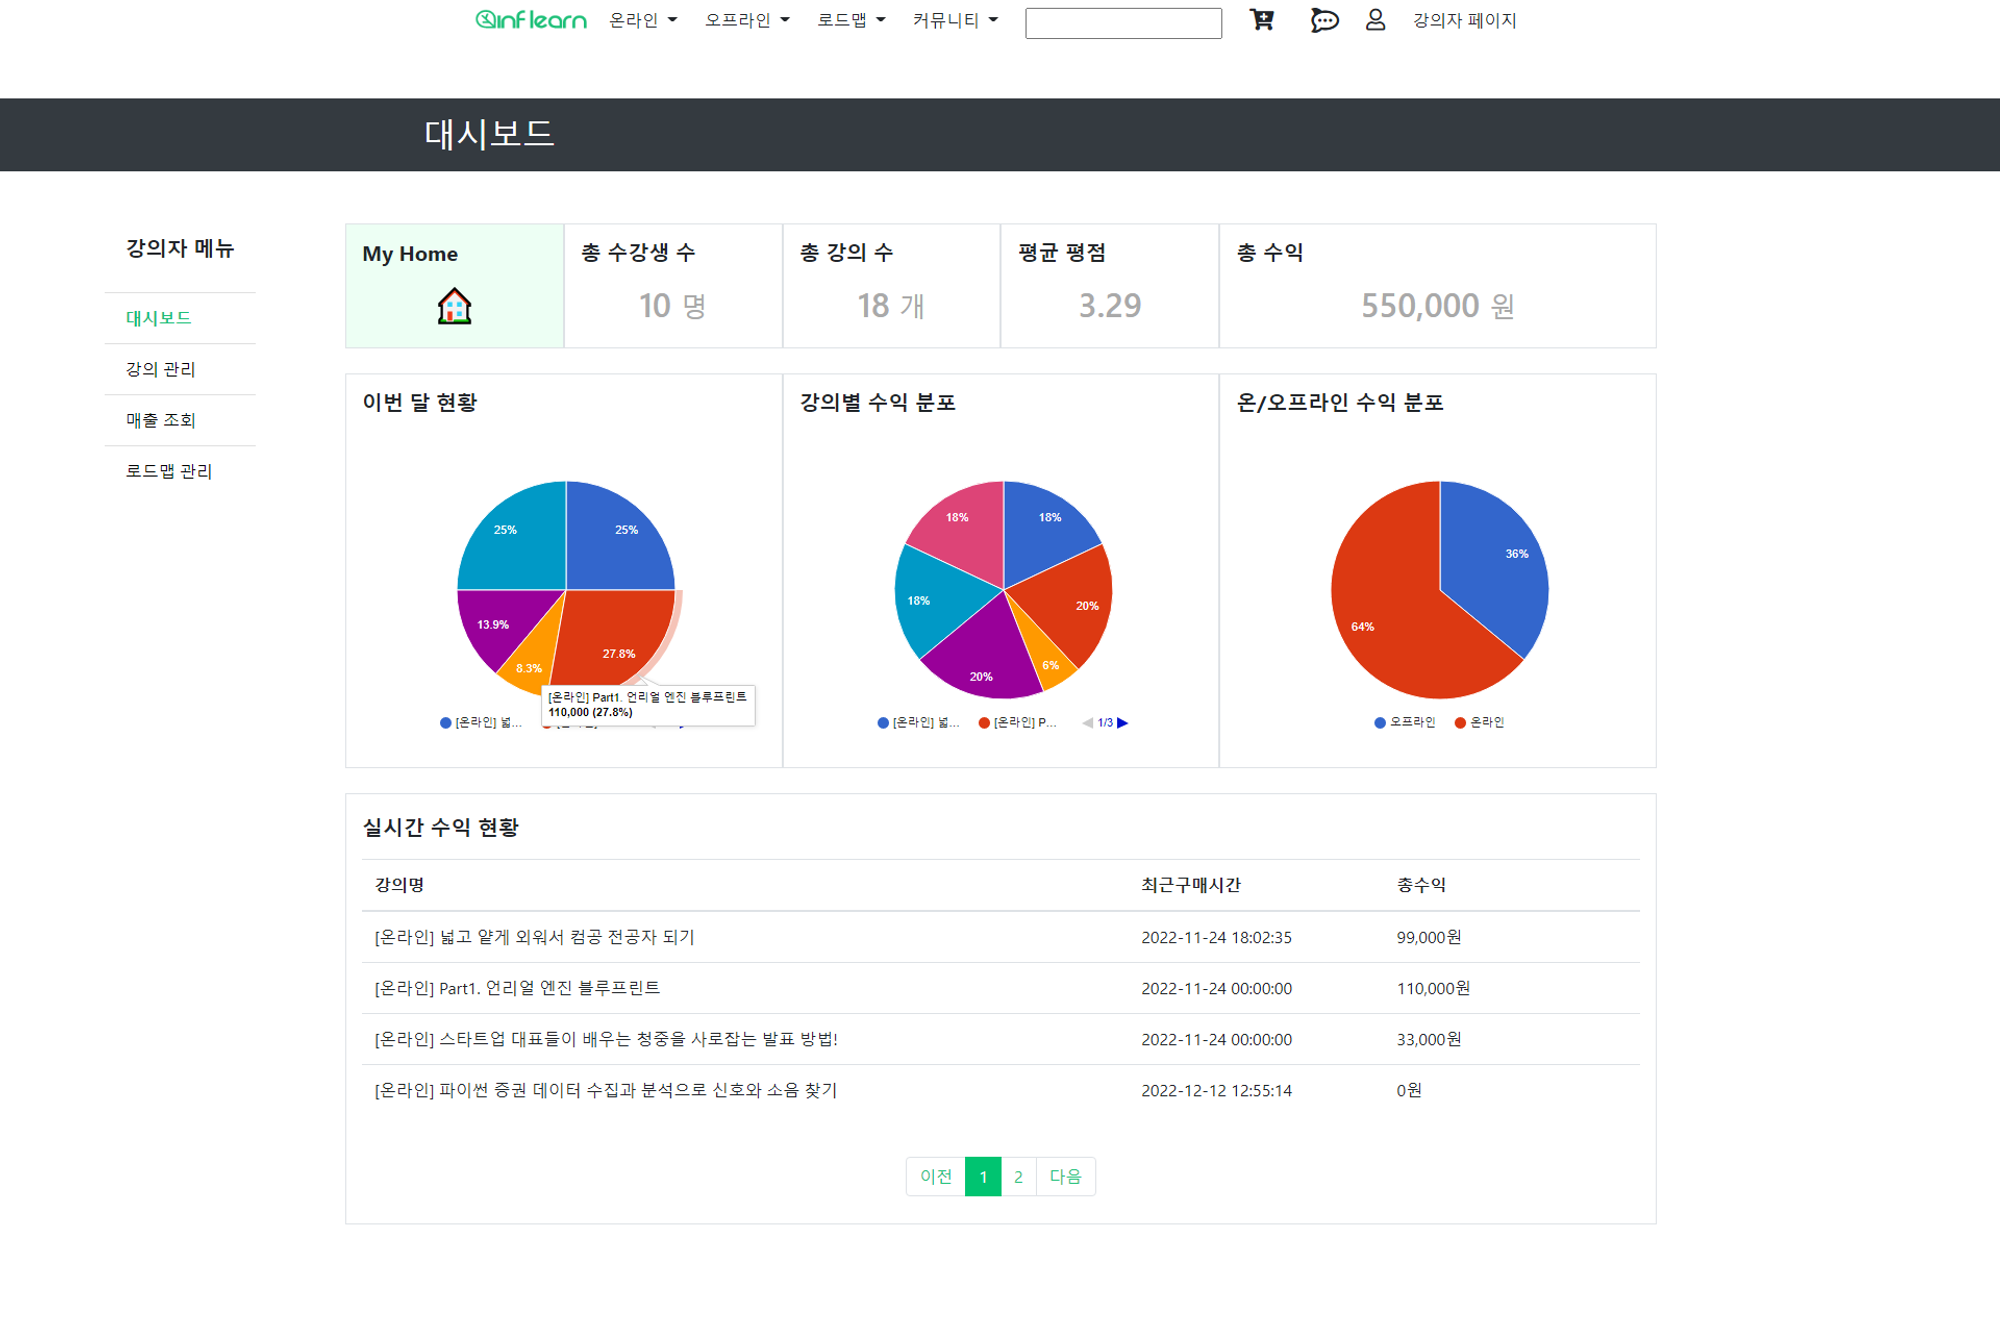 inflearn 온라인 오프라인 로드맵 커뮤니티 강의자 페이지
대시보드
강의자 메뉴
대시보드
강의 관리
매출 조회
로드맵 관리
My Home
총 수강생 수
10 명
총 강의 수
18 개
평균 평점
3.29
총 수익
550,000 원
이번 달 현황
25%
25%
13.9%
27.8%
8.3%
[온라인] Part1. 언리얼 엔진 블루프린트
110,000 (27.8%)
[온라인] 넓...
강의별 수익 분포
18%
18%
18%
20%
20%
6%
[온라인] 넓... [온라인] P... 1/3
온/오프라인 수익 분포
36%
64%
오프라인 온라인
실시간 수익 현황
강의명 최근구매시간 총수익
[온라인] 넓고 얕게 외워서 컴공 전공자 되기 2022-11-24 18:02:35 99,000원
[온라인] Part1. 언리얼 엔진 블루프린트 2022-11-24 00:00:00 110,000원
[온라인] 스타트업 대표들이 배우는 청중을 사로잡는 발표 방법! 2022-11-24 00:00:00 33,000원
[온라인] 파이썬 증권 데이터 수집과 분석으로 신호와 소음 찾기 2022-12-12 12:55:14 0원
이전 1 2 다음